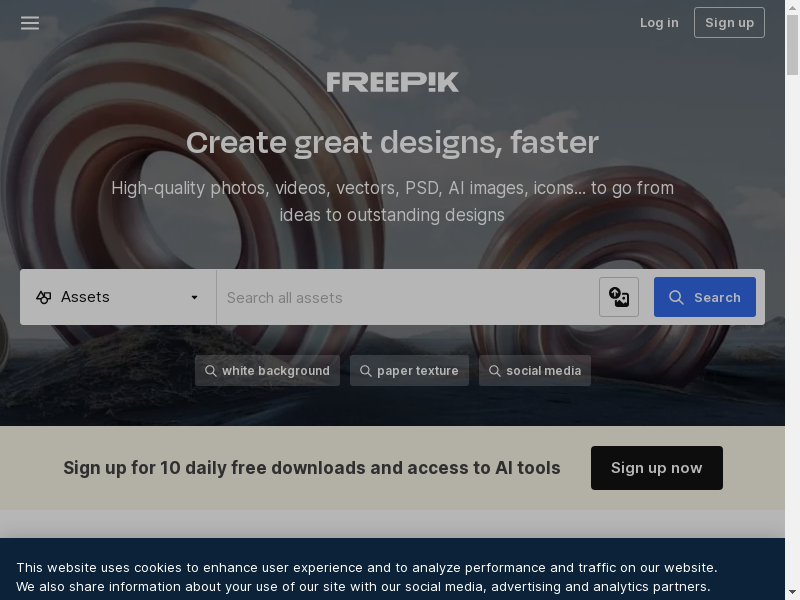 Log in
Sign up
FREEPIK
Create great designs, faster
High-quality photos, videos, vectors, PSD, AI images, icons... to go from
ideas to outstanding designs
Assets
Search all assets
Search
white background
paper texture
social media
Sign up for 10 daily free downloads and access to AI tools
Sign up now
This website uses cookies to enhance user experience and to analyze performance and traffic on our website.
We also share information about your use of our site with our social media, advertising and analytics partners.